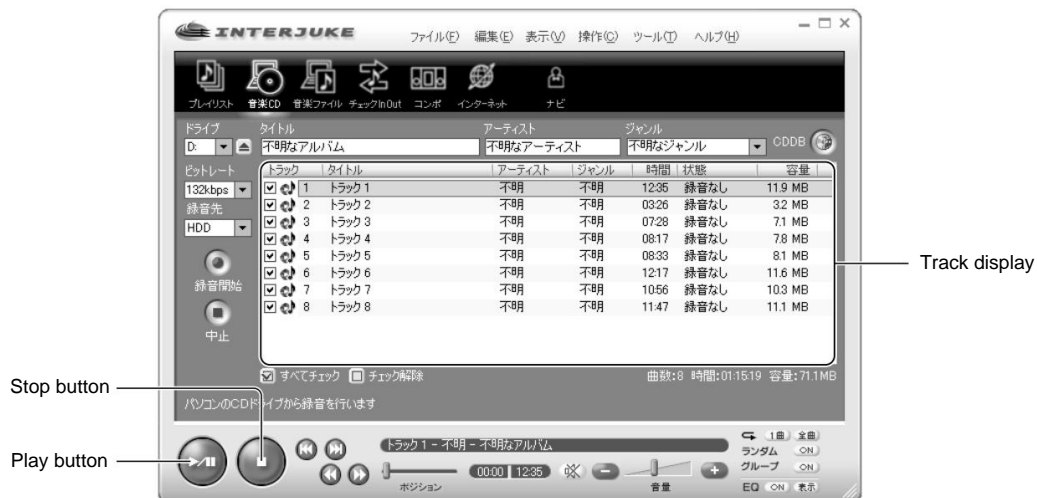 INTERJUKE ファイル(F) 編集(E) 表示(V) 操作(C) ツール(T) ヘルプ(H)
プレイリスト 音楽CD 音楽ファイル チェックInOut コンポ インターネット ナビ
ドライブ タイトル アーティスト ジャンル
D: 不明なアルバム 不明なアーティスト 不明なジャンル CDDB
ビットレート トラック タイトル アーティスト ジャンル 時間 状態 容量
132kbps 1 トラック 1 不明 不明 12:35 録音なし 11.9 MB
録音先 2 トラック 2 不明 不明 03:26 録音なし 3.2 MB
HDD 3 トラック 3 不明 不明 07:28 録音なし 7.1 MB
4 トラック 4 不明 不明 08:17 録音なし 7.8 MB
5 トラック 5 不明 不明 08:33 録音なし 8.1 MB
Track display
録音開始 6 トラック 6 不明 不明 12:17 録音なし 11.6 MB
7 トラック 7 不明 不明 10:56 録音なし 10.3 MB
8 トラック 8 不明 不明 11:47 録音なし 11.1 MB
中止
すべてチェック チェック解除 曲数:8 時間:01:15:19 容量:71.1MB
Stop button
パソコンのCDドライブから録音を行います
トラック 1 - 不明 - 不明なアルバム 1曲 全曲
ランダム ON
Play button
00:00 12:35 グループ ON
ポジション 音量 EQ ON 表示